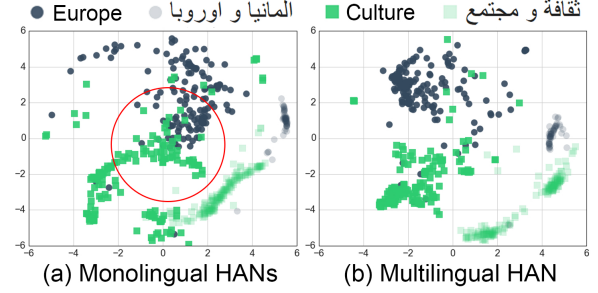 Europe المانيا و اوروبا Culture ثقافة و مجتمع
6 6
4 4
2 2
0 0
−2 −2
−4 −4
−6 −6
−6 −4 −2 0 2 4 6 −6 −4 −2 0 2 4 6
(a) Monolingual HANs (b) Multilingual HAN